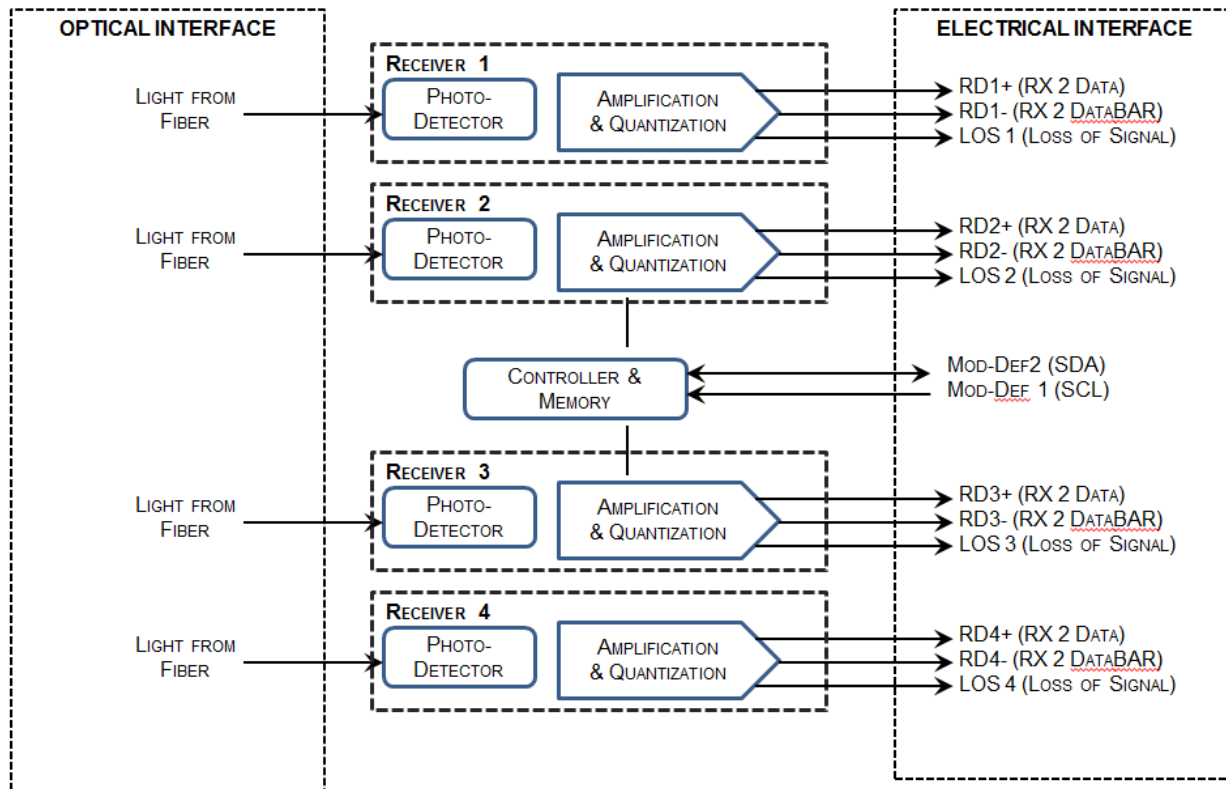 OPTICAL INTERFACE
ELECTRICAL INTERFACE
RECEIVER 1
LIGHT FROM
FIBER
PHOTO-
DETECTOR
AMPLIFICATION
& QUANTIZATION
RD1+ (RX 2 DATA)
RD1- (RX 2 DATABAR)
LOS 1 (LOSS OF SIGNAL)
RECEIVER 2
LIGHT FROM
FIBER
PHOTO-
DETECTOR
AMPLIFICATION
& QUANTIZATION
RD2+ (RX 2 DATA)
RD2- (RX 2 DATABAR)
LOS 2 (LOSS OF SIGNAL)
CONTROLLER &
MEMORY
MOD-DEF2 (SDA)
MOD-DEF 1 (SCL)
RECEIVER 3
LIGHT FROM
FIBER
PHOTO-
DETECTOR
AMPLIFICATION
& QUANTIZATION
RD3+ (RX 2 DATA)
RD3- (RX 2 DATABAR)
LOS 3 (LOSS OF SIGNAL)
RECEIVER 4
LIGHT FROM
FIBER
PHOTO-
DETECTOR
AMPLIFICATION
& QUANTIZATION
RD4+ (RX 2 DATA)
RD4- (RX 2 DATABAR)
LOS 4 (LOSS OF SIGNAL)